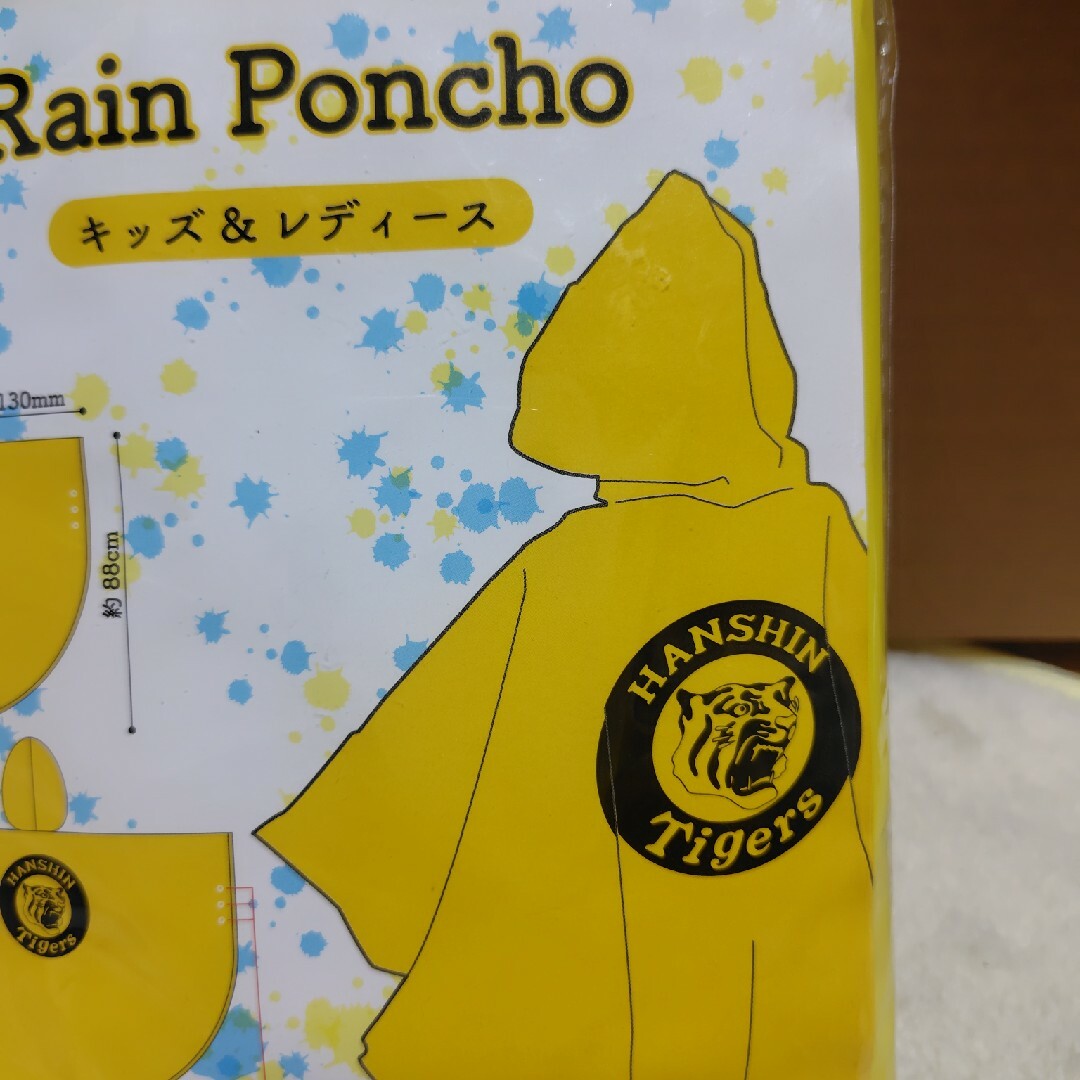 Rain Poncho
キッズ & レディース
130mm
約 88cm
HANSHIN
Tigers
HANSHIN
Tigers